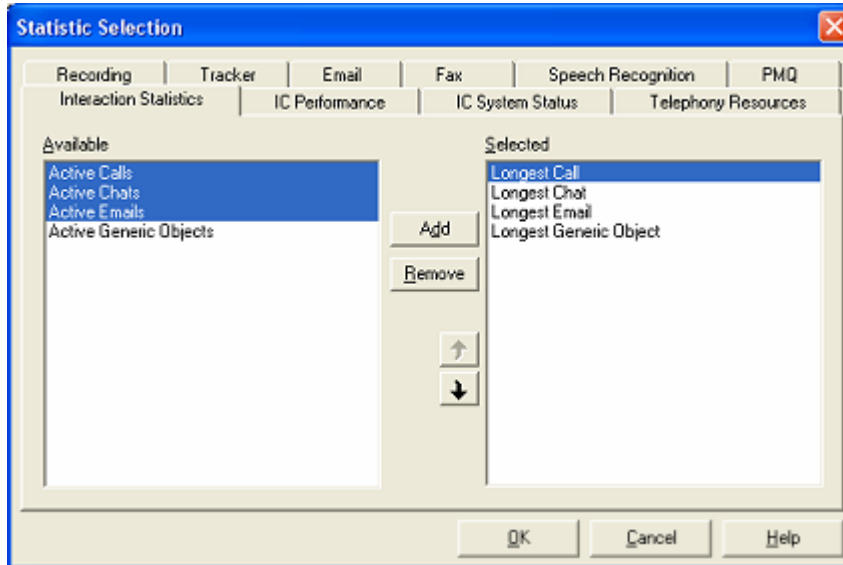 Statistic Selection
Recording Tracker Email Fax Speech Recognition PMQ
Interaction Statistics IC Performance IC System Status Telephony Resources
Available
Selected
Active Calls
Active Chats
Active Emails
Active Generic Objects
Longest Call
Longest Chat
Longest Email
Longest Generic Object
Add
Remove
OK Cancel Help